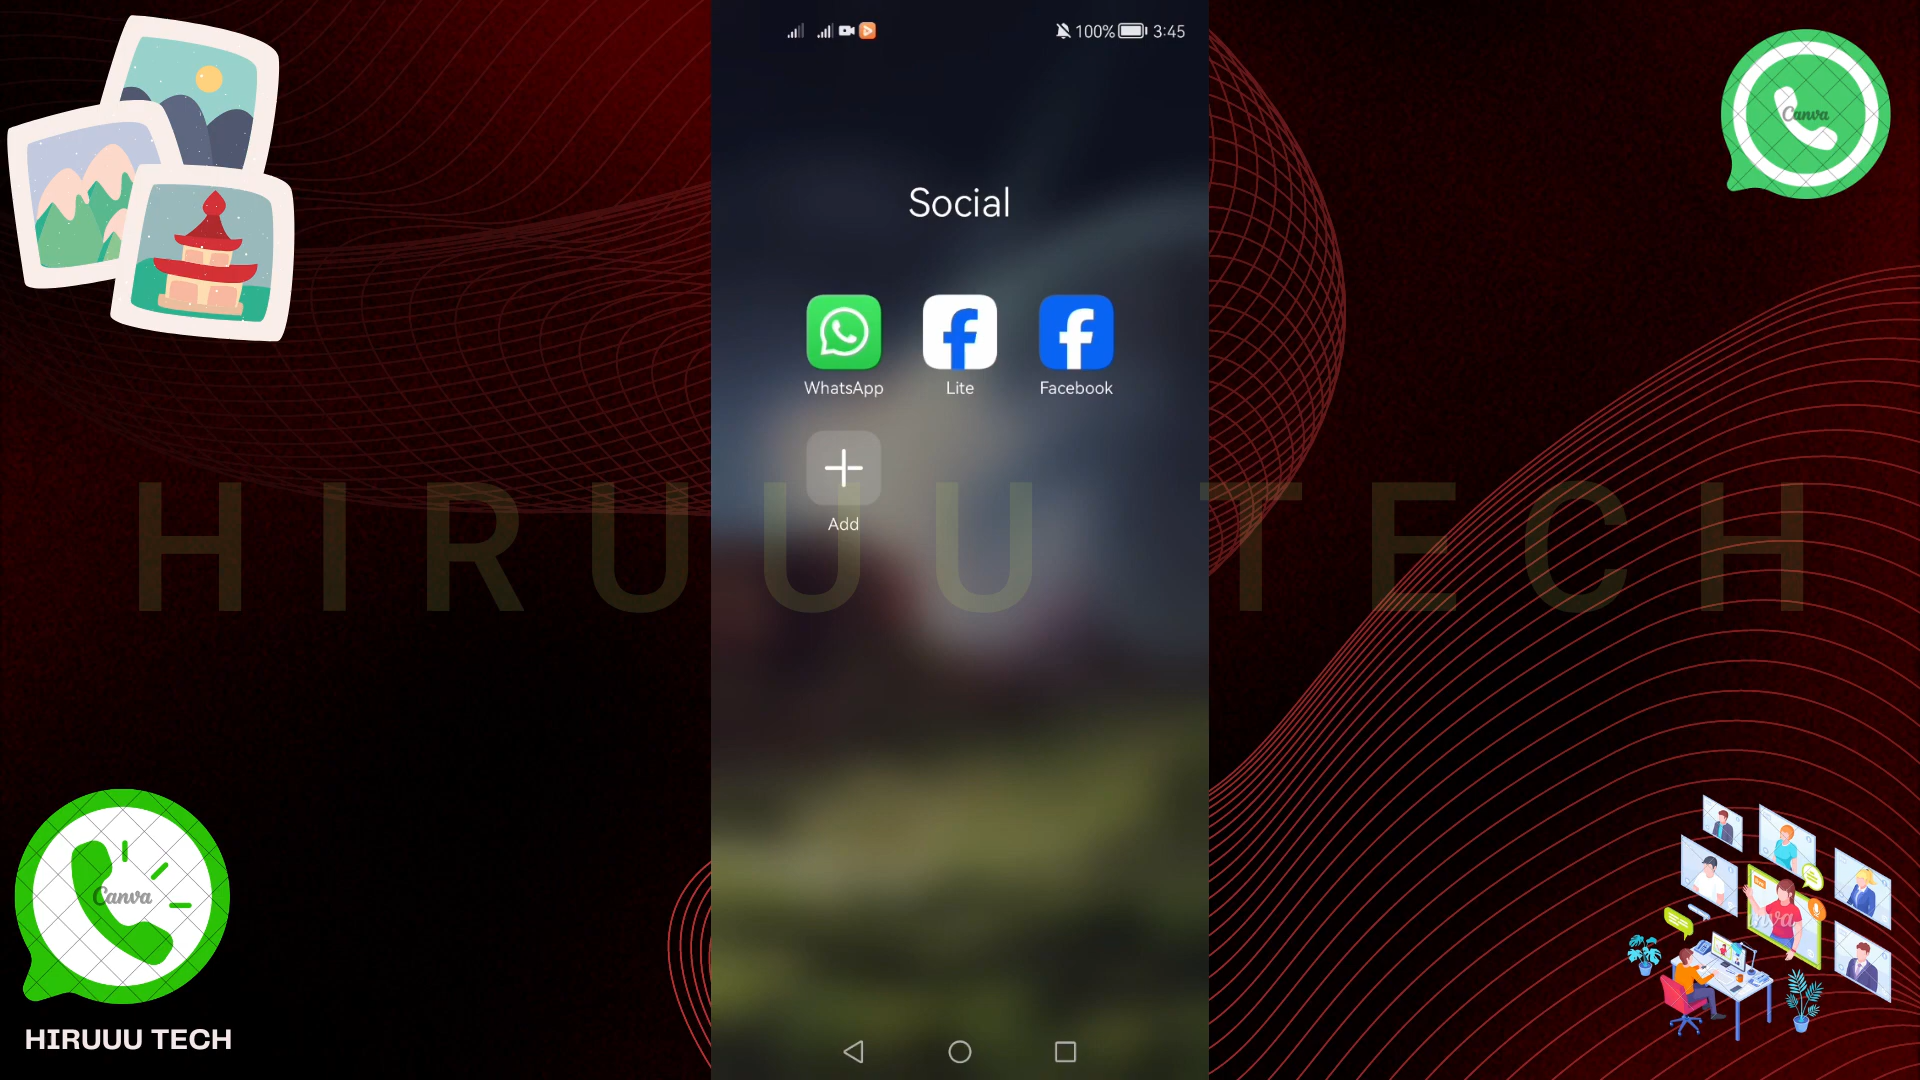 100% 3:45
Canva
Social
WhatsApp Lite Facebook
Add
HIRUUU TECH
Canva
HIRUUU TECH